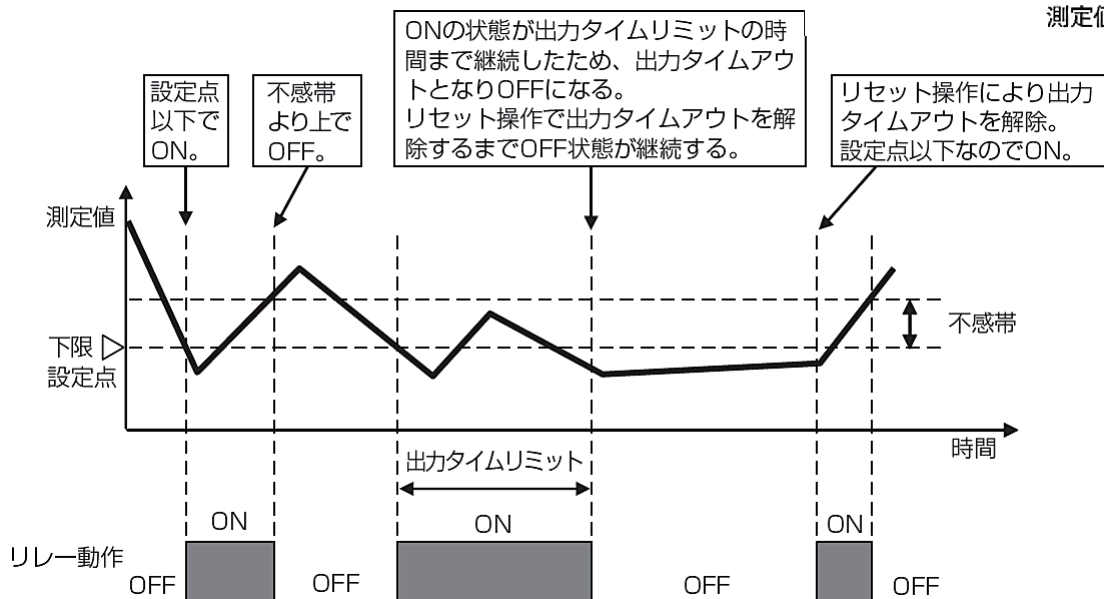 測定値
設定点
以下で
ON。
不感帯
より上で
OFF。
ONの状態が出力タイムリミットの時
間まで継続したため、出力タイムアウ
トとなりOFFになる。
リセット操作で出力タイムアウトを解
除するまでOFF状態が継続する。
リセット操作により出力
タイムアウトを解除。
設定点以下なのでON。
測定値
不感帯
下限
設定点
時間
出力タイムリミット
ON
ON
ON
リレー動作
OFF
OFF
OFF
OFF